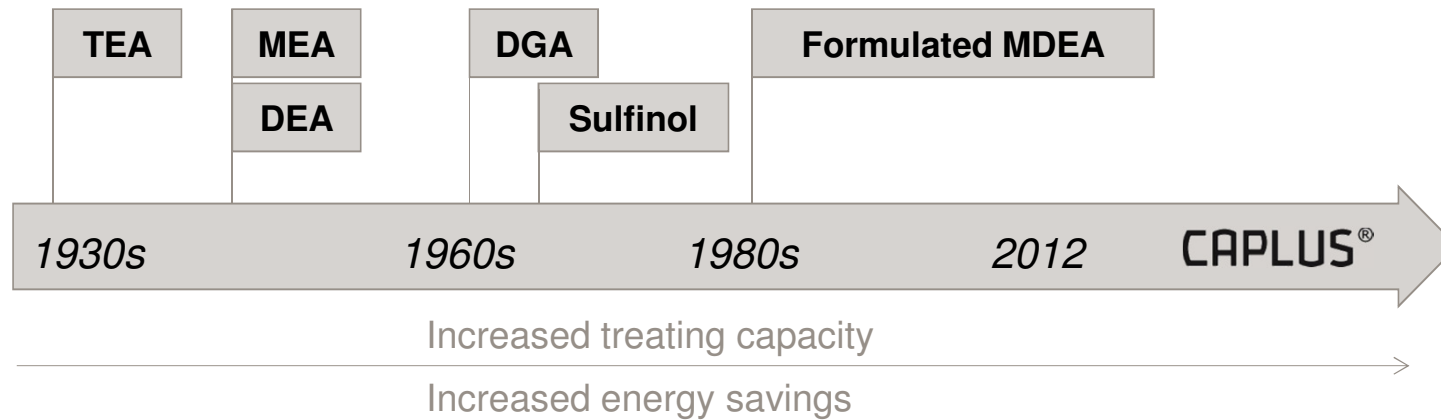 TEA MEA DGA Formulated MDEA
DEA Sulfinol
1930s 1960s 1980s 2012 CAPLUS®
Increased treating capacity
Increased energy savings